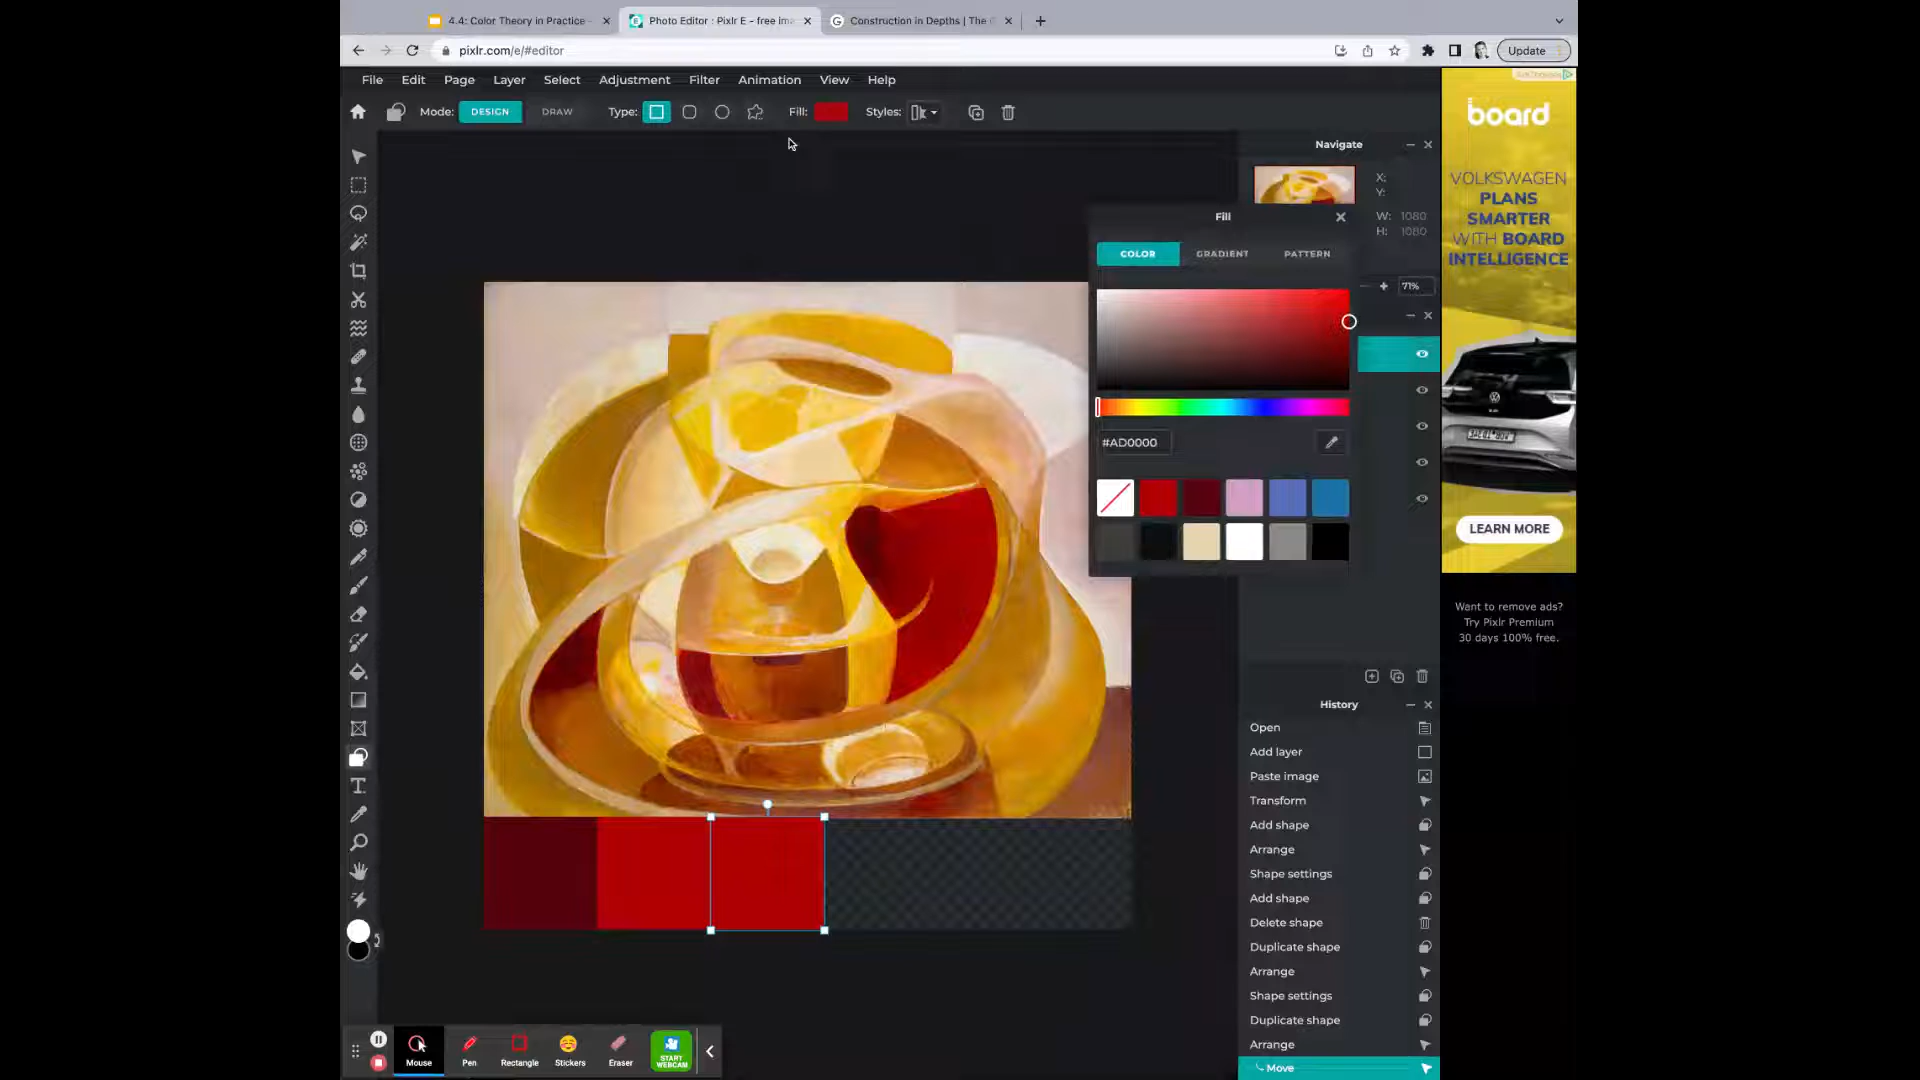 4.4: Color Theory in Practice -
Photo Editor : Pixlr E - free ima
Construction in Depths | The
pixlr.com/e/#editor
Update
File Edit Page Layer Select Adjustment Filter Animation View Help
Mode: DESIGN DRAW Type: Fill: Styles:
Navigate
X:
Y:
W: 1080
H: 1080
71%
Fill
COLOR GRADIENT PATTERN
#AD0000
board
VOLKSWAGEN
PLANS
SMARTER
WITH BOARD
INTELLIGENCE
LEARN MORE
Want to remove ads?
Try Pixlr Premium
30 days 100% free.
History
Open
Add layer
Paste image
Transform
Add shape
Arrange
Shape settings
Add shape
Delete shape
Duplicate shape
Arrange
Shape settings
Duplicate shape
Arrange
Move
Mouse Pen Rectangle Stickers Eraser
START
WEBCAM